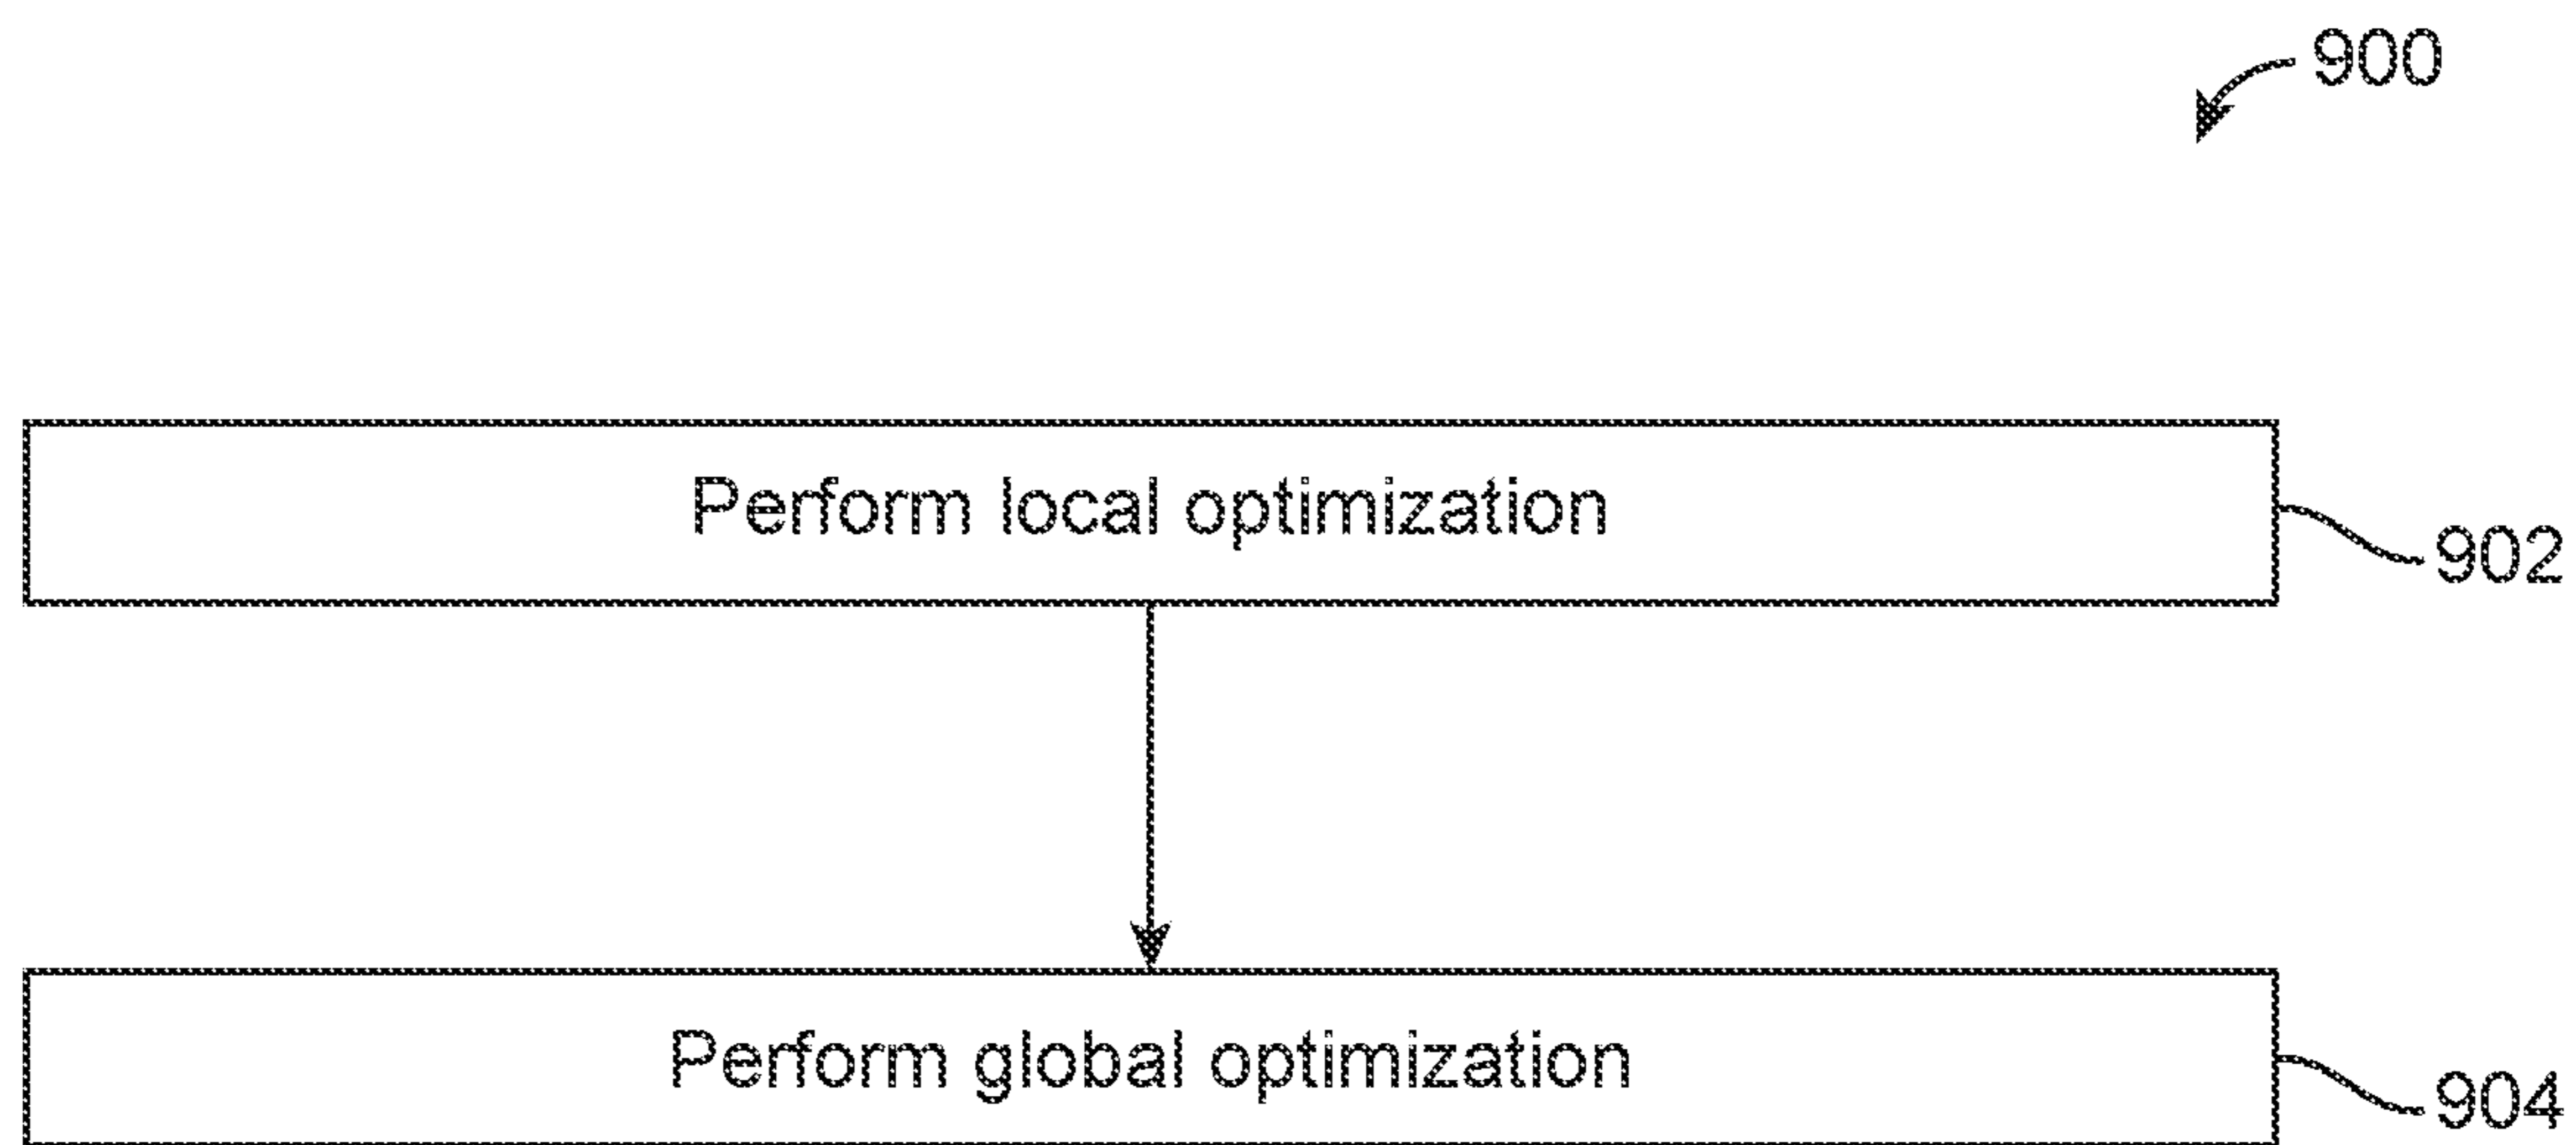 900
Perform local optimization
902
Perform global optimization
904